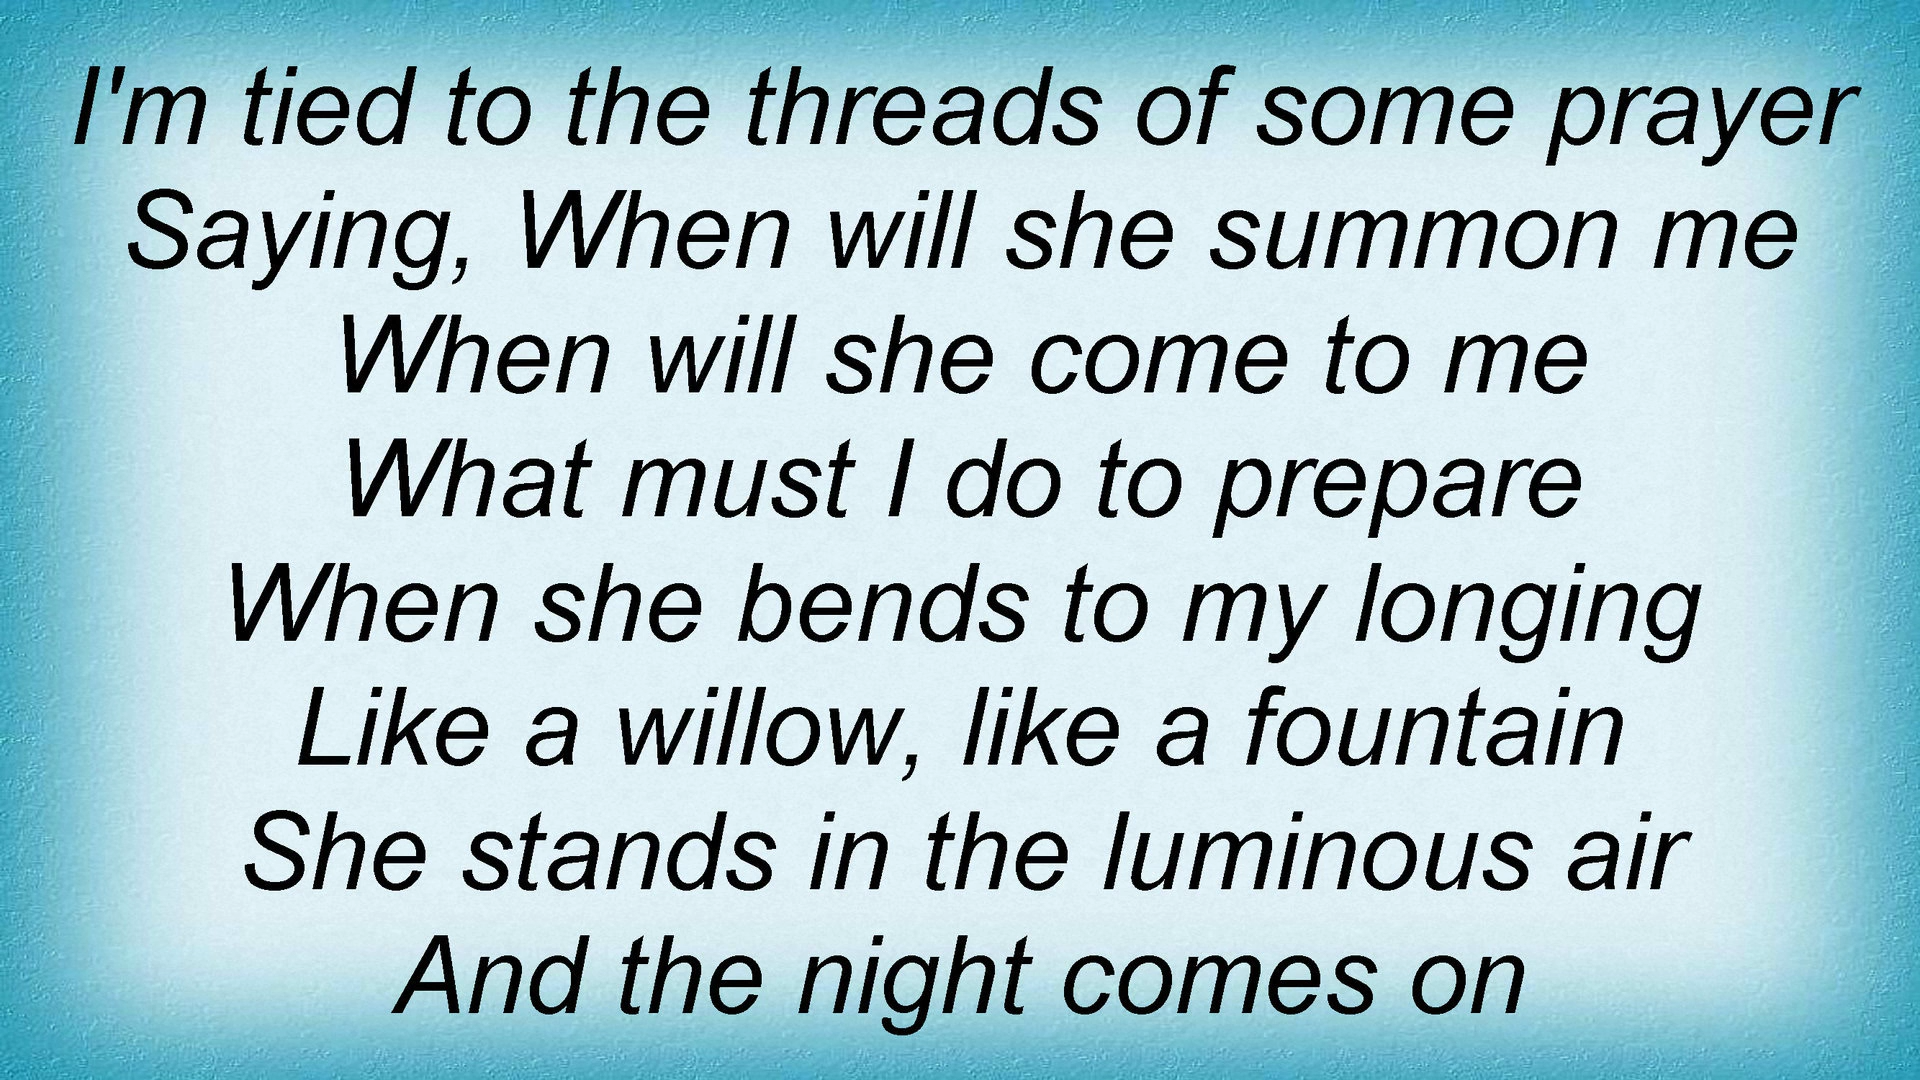 I'm tied to the threads of some prayer
Saying, When will she summon me
When will she come to me
What must I do to prepare
When she bends to my longing
Like a willow, like a fountain
She stands in the luminous air
And the night comes on